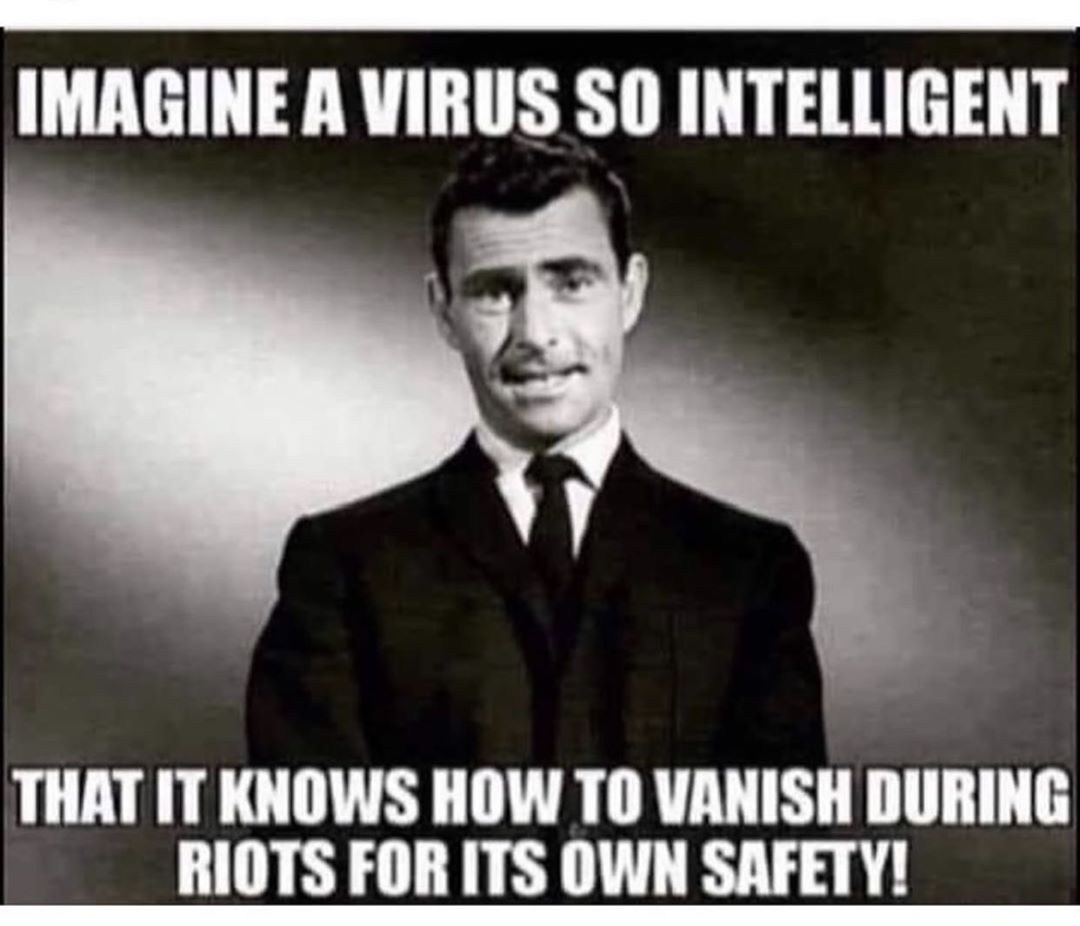 IMAGINE A VIRUS SO INTELLIGENT
THAT IT KNOWS HOW TO VANISH DURING
RIOTS FOR ITS OWN SAFETY!